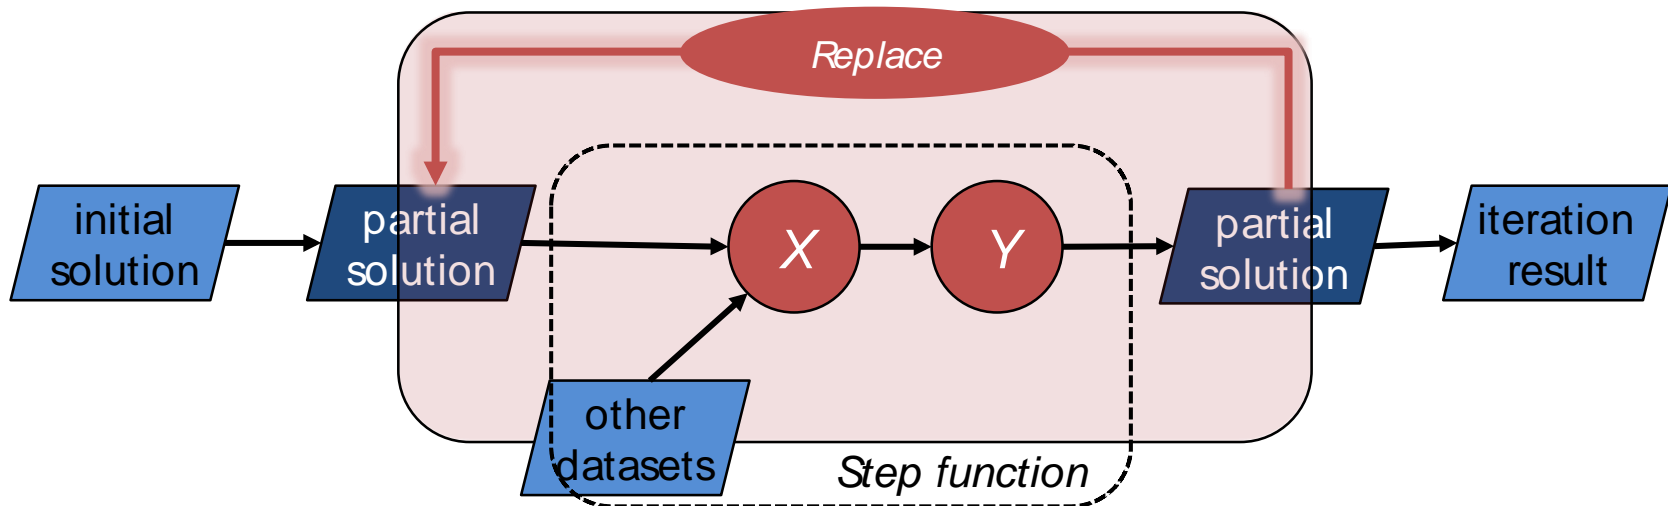 Replace
initial
solution
partial
solution
X
Y
partial
solution
iteration
result
other
datasets
Step function